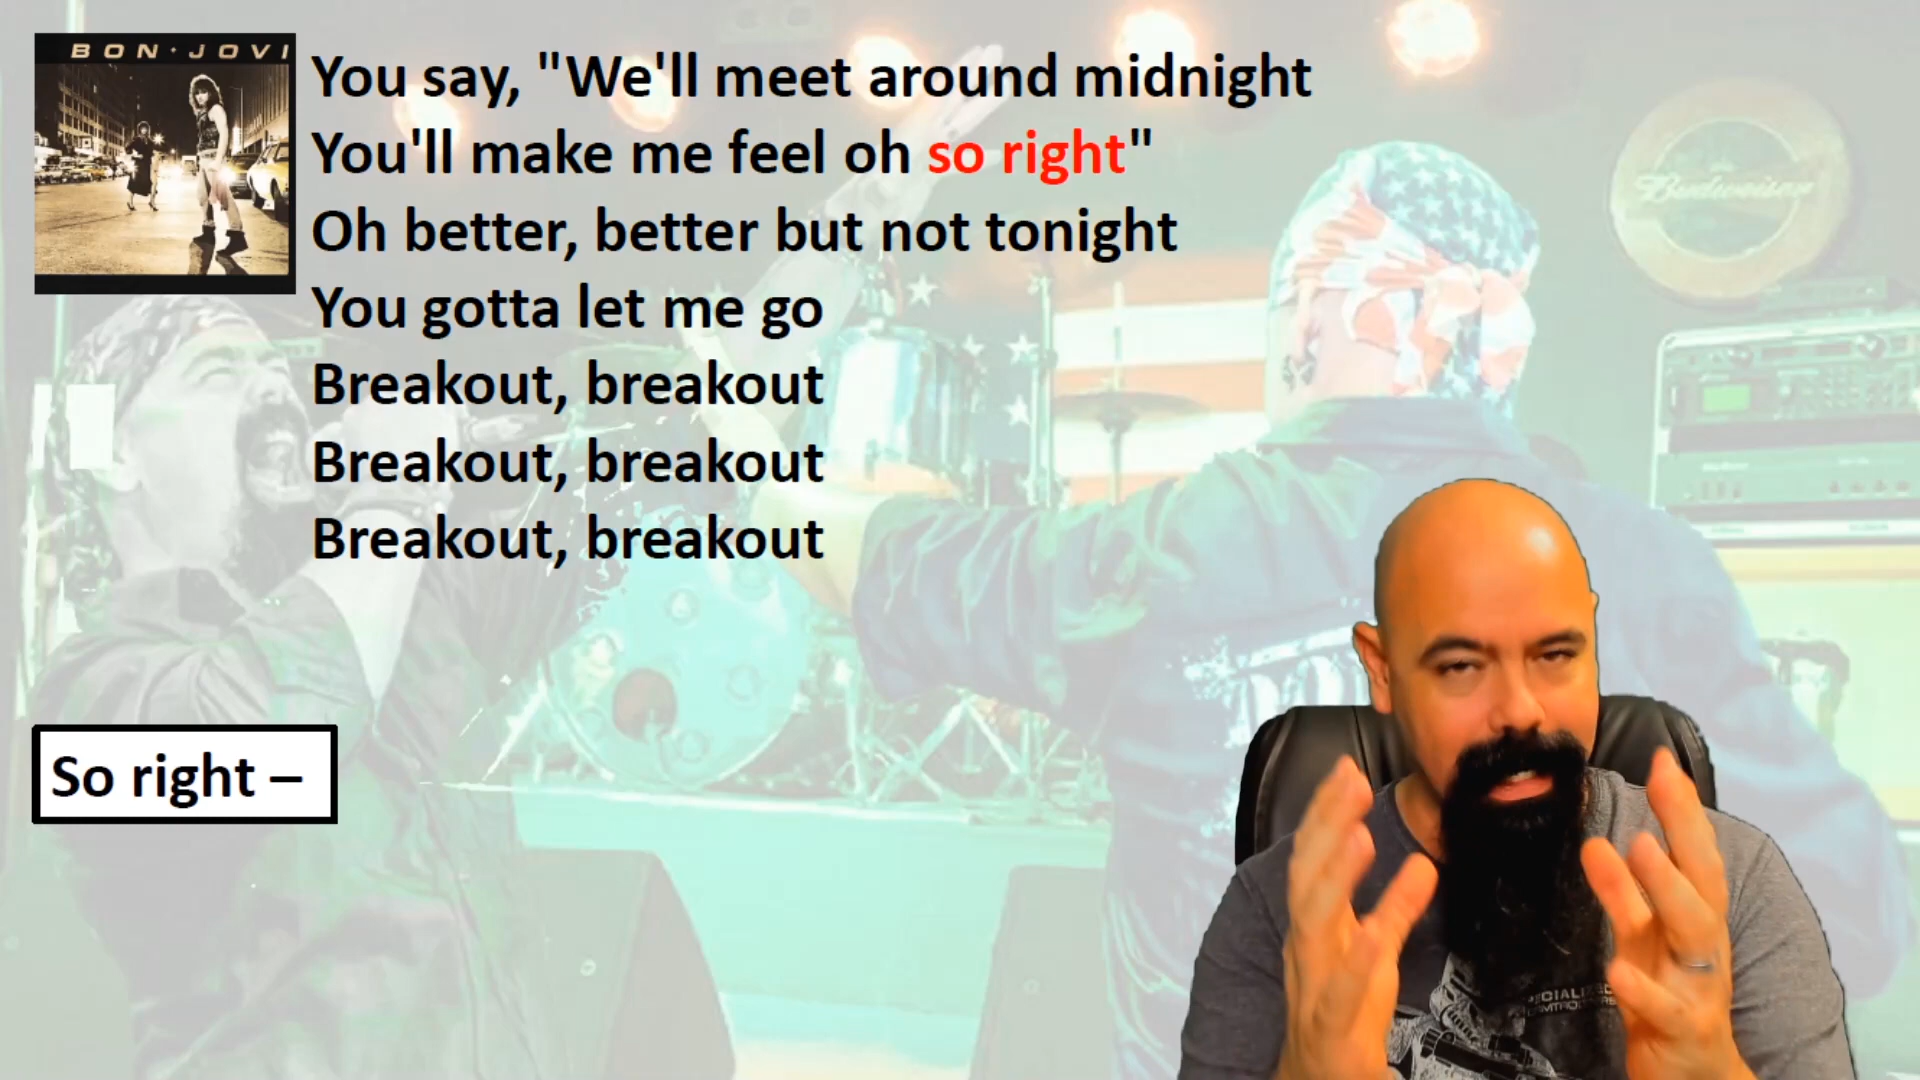 BON·JOVI
You say, "We'll meet around midnight
You'll make me feel oh so right"
Oh better, better but not tonight
You gotta let me go
Breakout, breakout
Breakout, breakout
Breakout, breakout
So right –
Budweiser